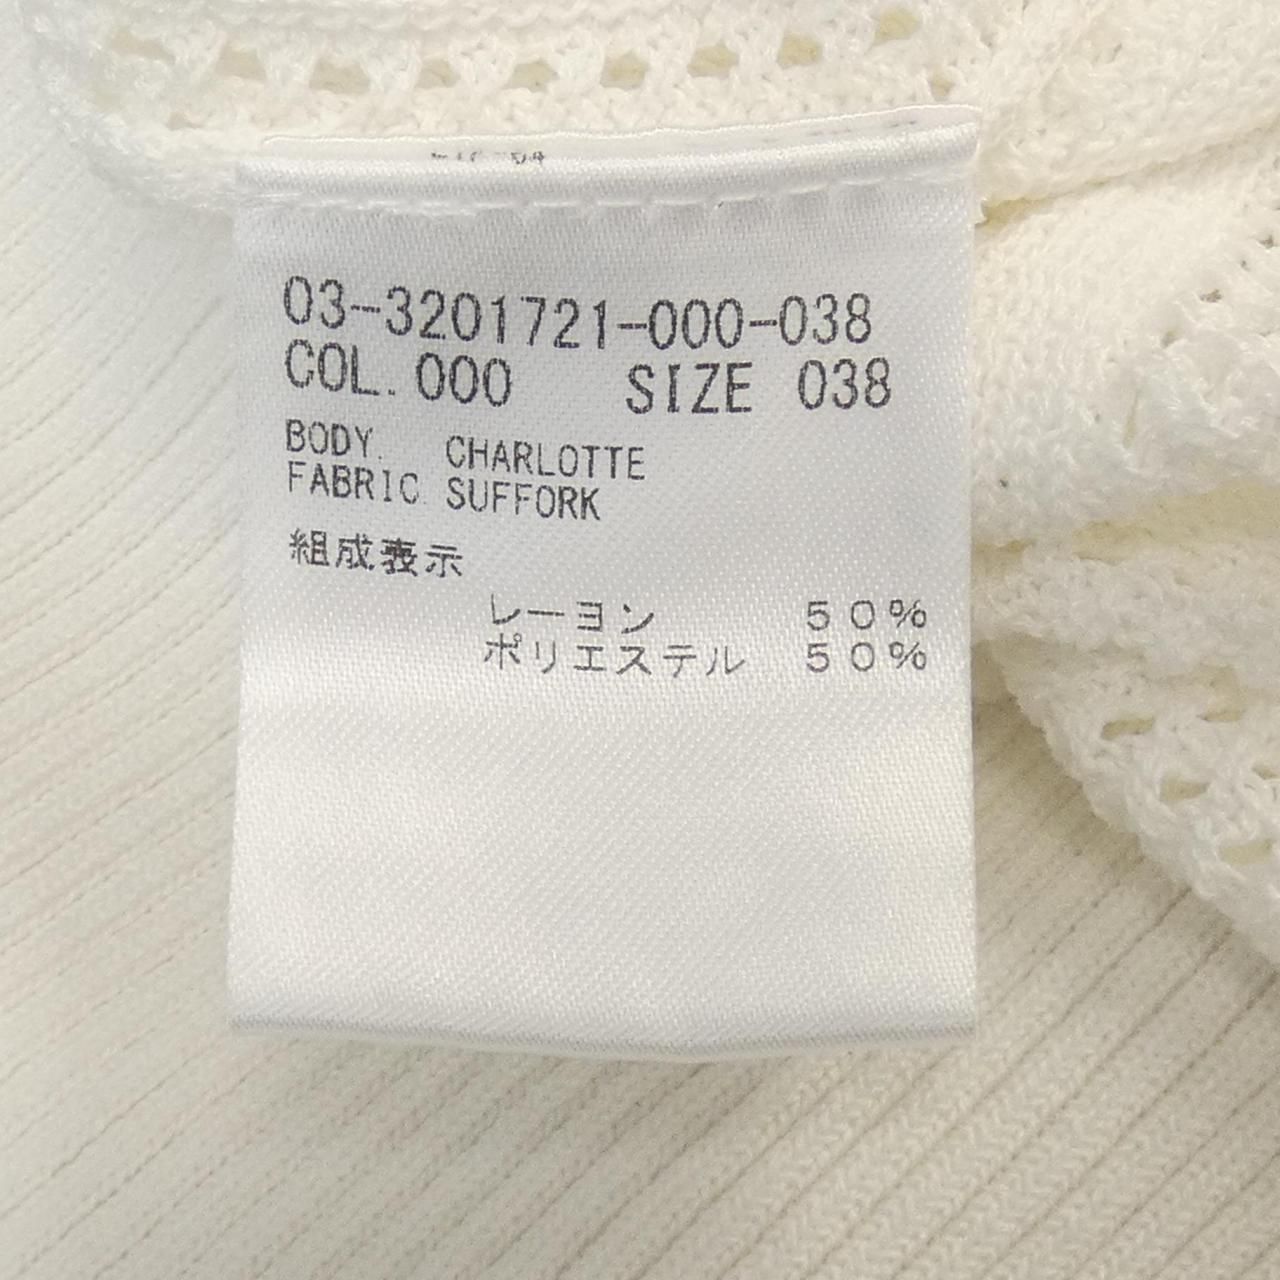 03-3201721-000-038
COL. 000 SIZE 038
BODY. CHARLOTTE
FABRIC SUFFORK
組成表示
レーヨン ５０％
ポリエステル ５０％